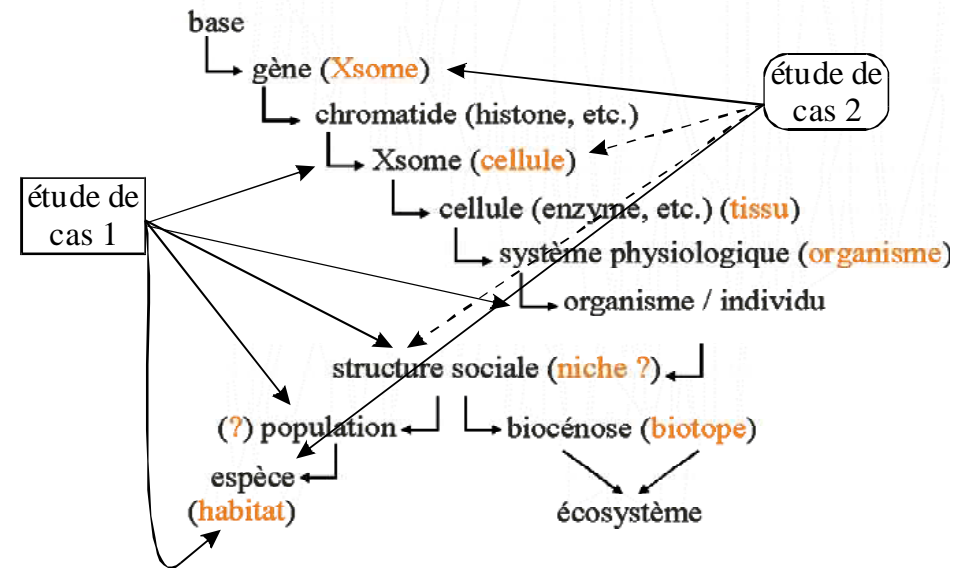 base
gène (Xsome)
étude de
cas 2
chromatide (histone, etc.)
Xsome (cellule)
étude de
cas 1
cellule (enzyme, etc.) (tissu)
système physiologique (organisme)
organisme / individu
structure sociale (niche ?)
(?) population
biocénose (biotope)
espèce
(habitat)
écosystème